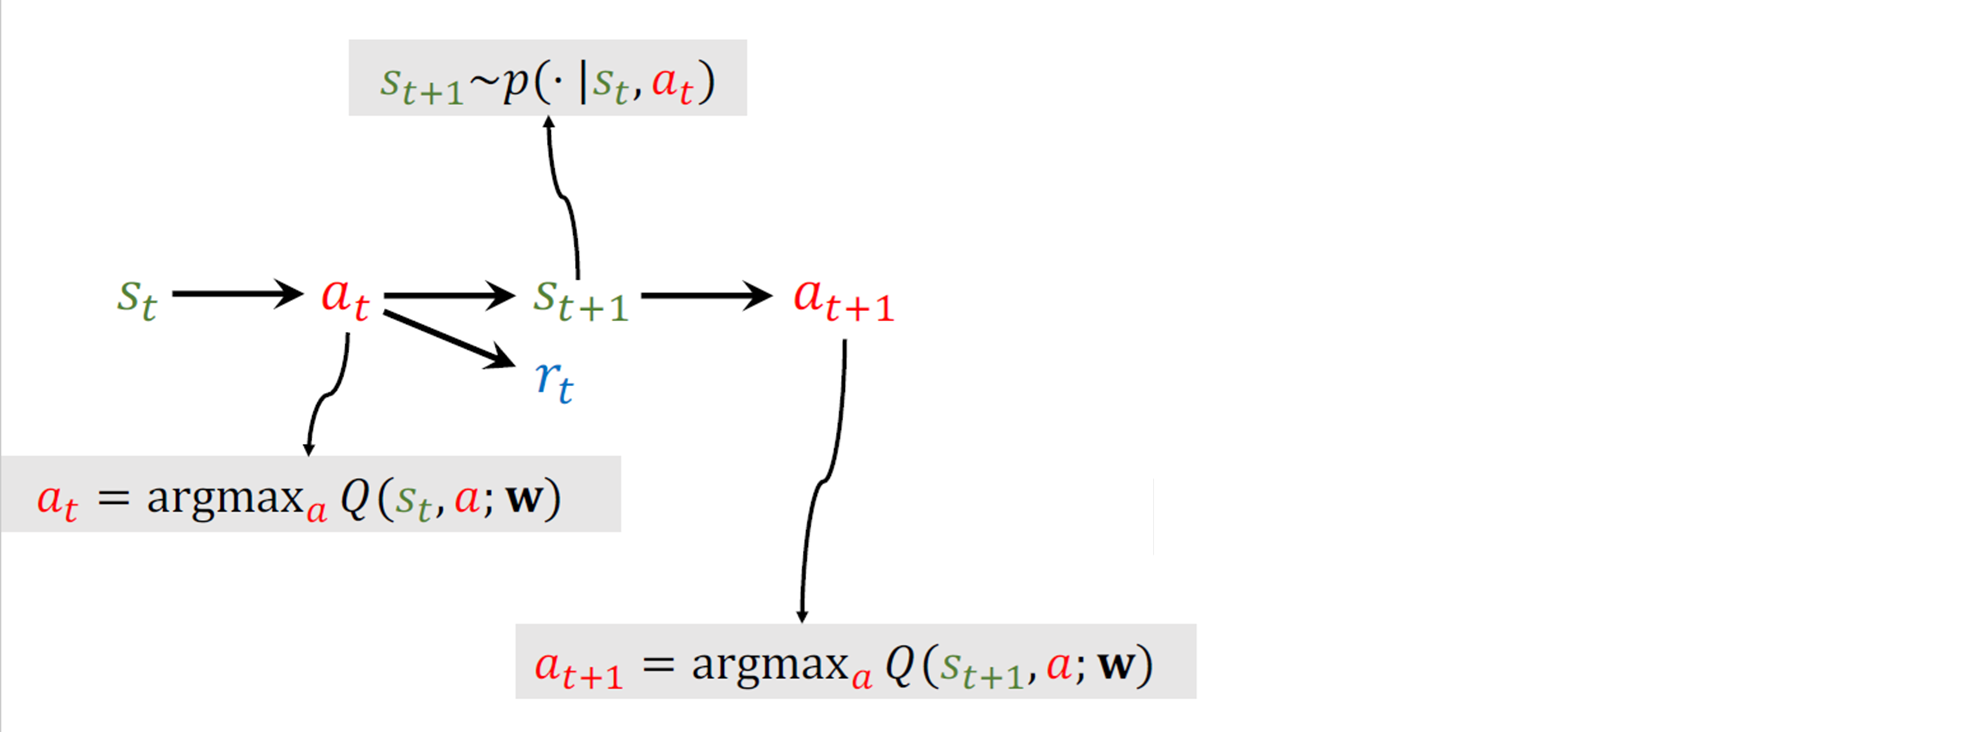 s_{t+1}~p(· |s_t, a_t)
s_t a_t s_{t+1} a_{t+1}
r_t
a_t = argmax_a Q(s_t, a; w)
a_{t+1} = argmax_a Q(s_{t+1}, a; w)